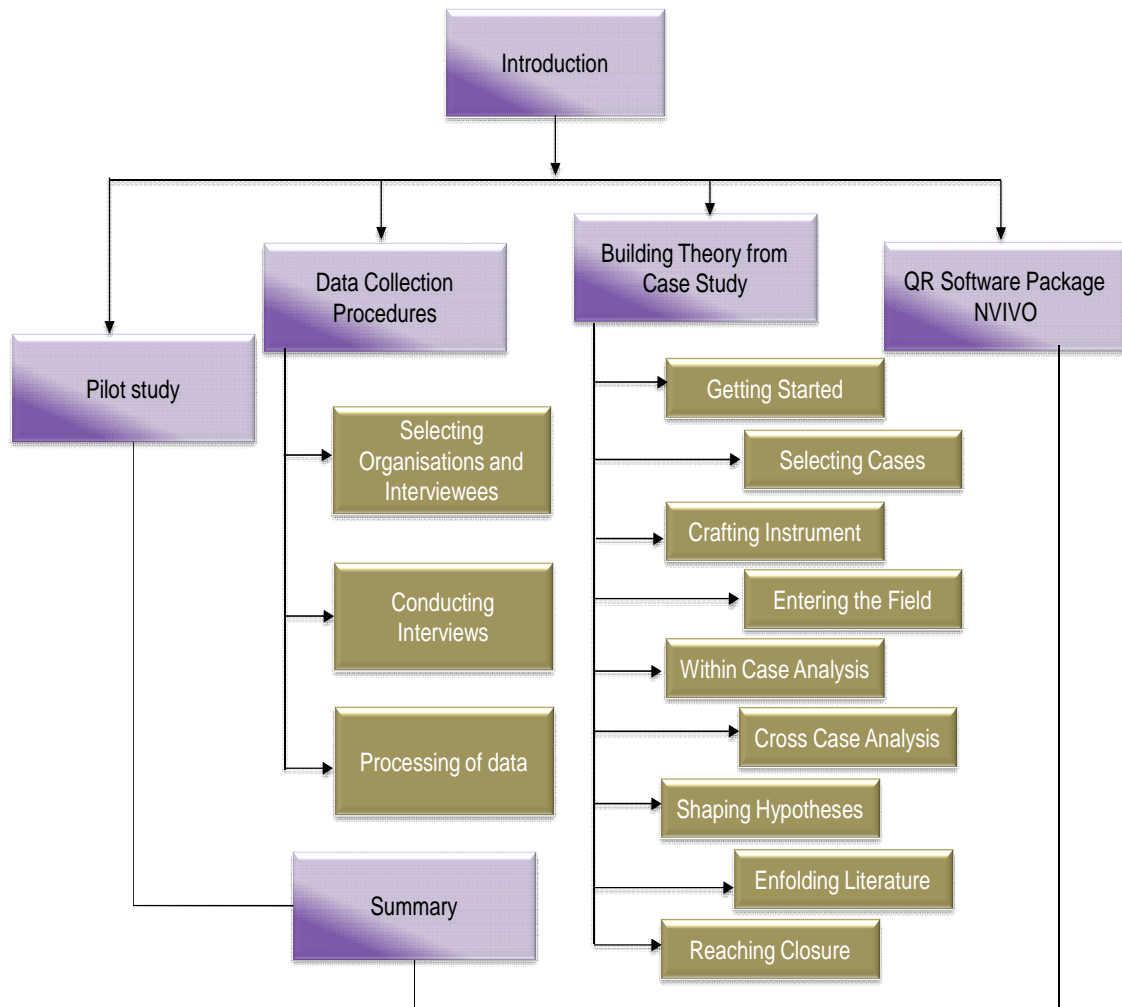 Introduction
Pilot study
Data Collection
Procedures
Selecting
Organisations and
Interviewees
Conducting
Interviews
Processing of data
Building Theory from
Case Study
Getting Started
Selecting Cases
Crafting Instrument
Entering the Field
Within Case Analysis
Cross Case Analysis
Shaping Hypotheses
Enfolding Literature
Reaching Closure
QR Software Package
NVIVO
Summary